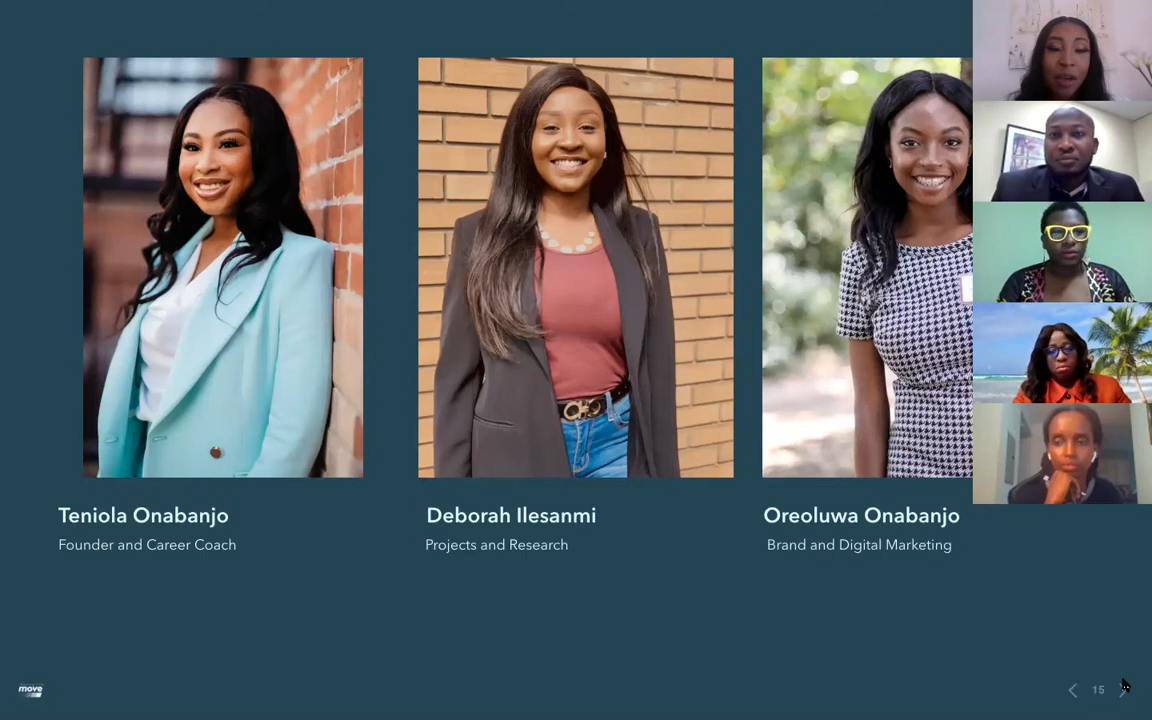 Teniola Onabanjo
Founder and Career Coach
Deborah Ilesanmi
Projects and Research
Oreoluwa Onabanjo
Brand and Digital Marketing
move
15